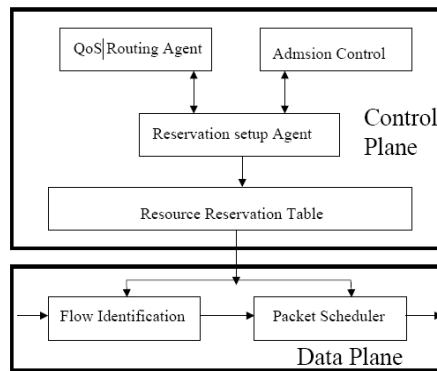 QoS Routing Agent
Admsion Control
Control
Plane
Reservation setup Agent
Resource Reservation Table
Flow Identification
Packet Scheduler
Data Plane